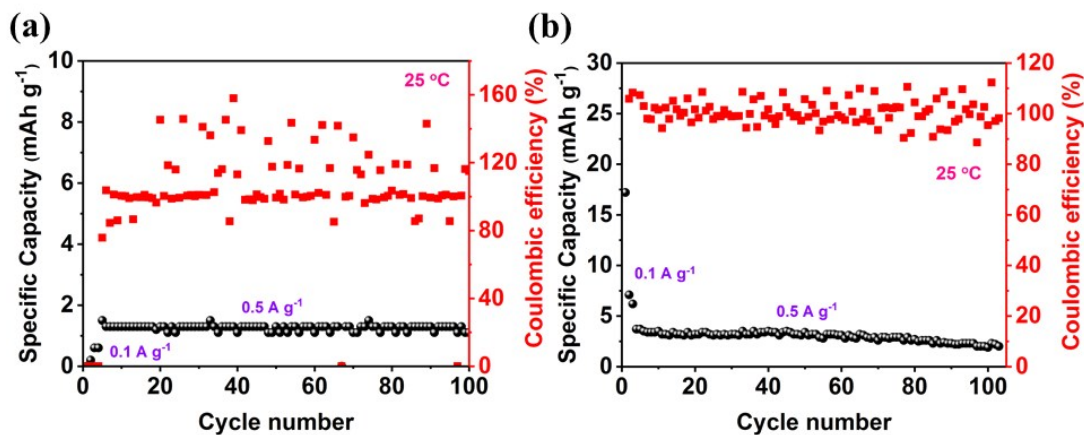 (a)
10
8
6
4
2
0
Specific Capacity (mAh g⁻¹)
25 °C
0.1 A g⁻¹
0.5 A g⁻¹
0 20 40 60 80 100
Cycle number
160
120
80
40
0
Coulombic efficiency (%)
(b)
30
25
20
15
10
5
0
Specific Capacity (mAh g⁻¹)
25 °C
0.1 A g⁻¹
0.5 A g⁻¹
0 20 40 60 80 100
Cycle number
120
100
80
60
40
20
0
Coulombic efficiency (%)